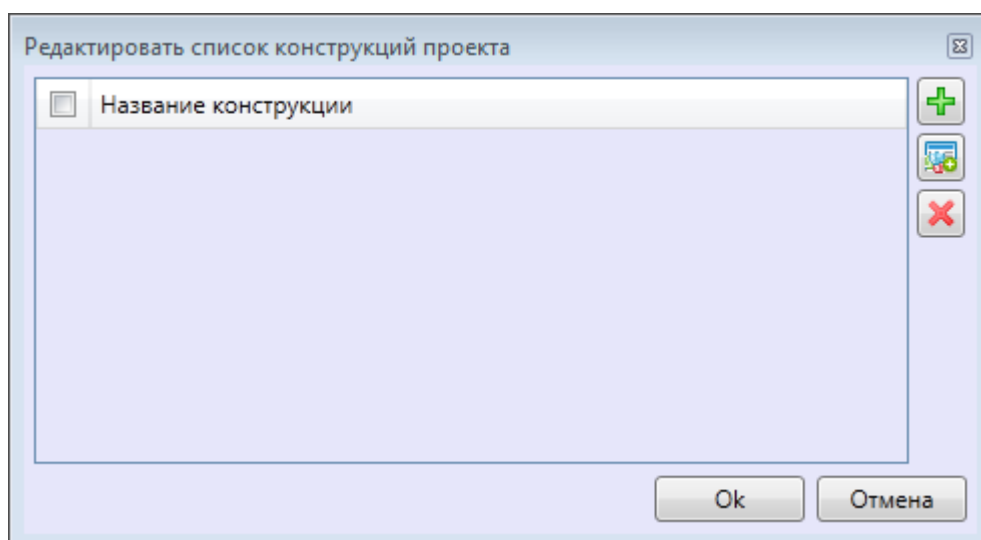 Редактировать список конструкций проекта
Название конструкции
Ok
Отмена